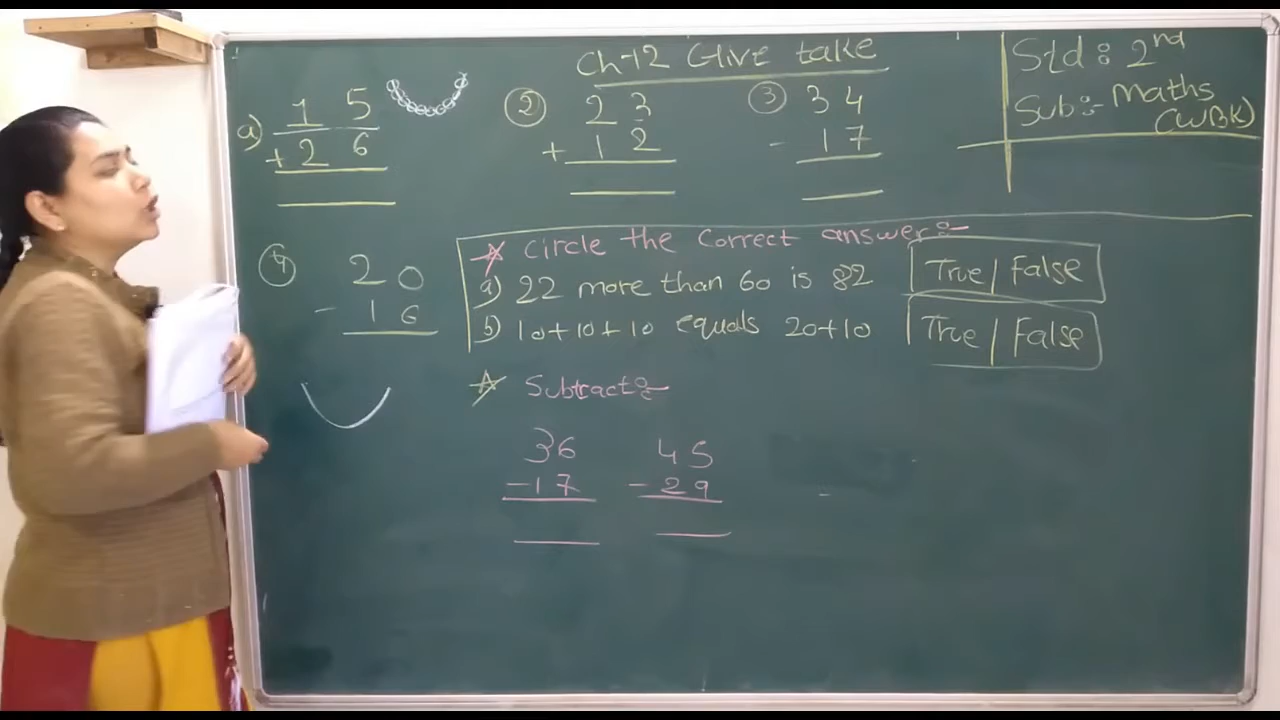 Ch-12 Give take
Std : 2nd
Sub :- Maths
(WBK)
a) 15
+ 26
② 23
+ 12
③ 34
- 17
④ 20
- 16
☆ Circle the Correct answer :-
a) 22 more than 60 is 82 True | False
b) 10+10+10 equals 20+10 True | False
☆ Subtract :-
36
-17
45
- 29